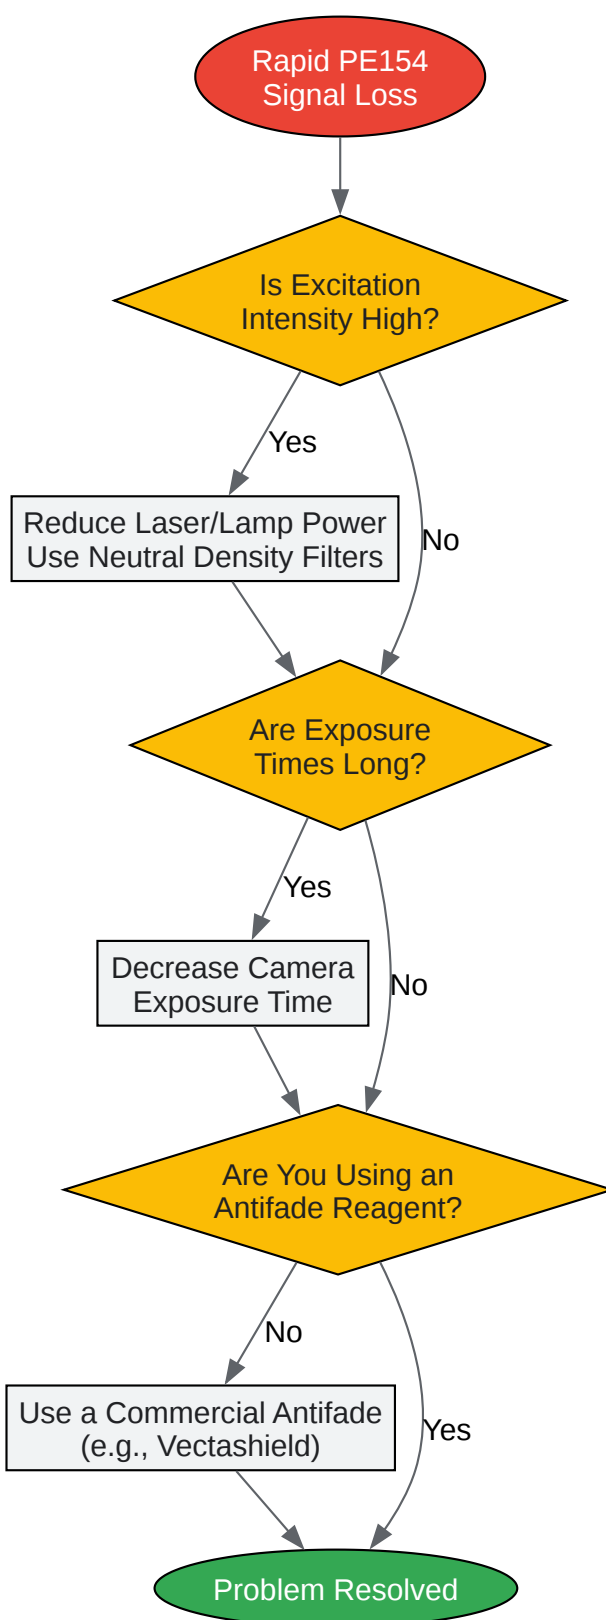 Rapid PE154
Signal Loss
Is Excitation
Intensity High?
Yes
Reduce Laser/Lamp Power
Use Neutral Density Filters
No
Are Exposure
Times Long?
Yes
Decrease Camera
Exposure Time
No
Are You Using an
Antifade Reagent?
No
Use a Commercial Antifade
(e.g., Vectashield)
Yes
Problem Resolved